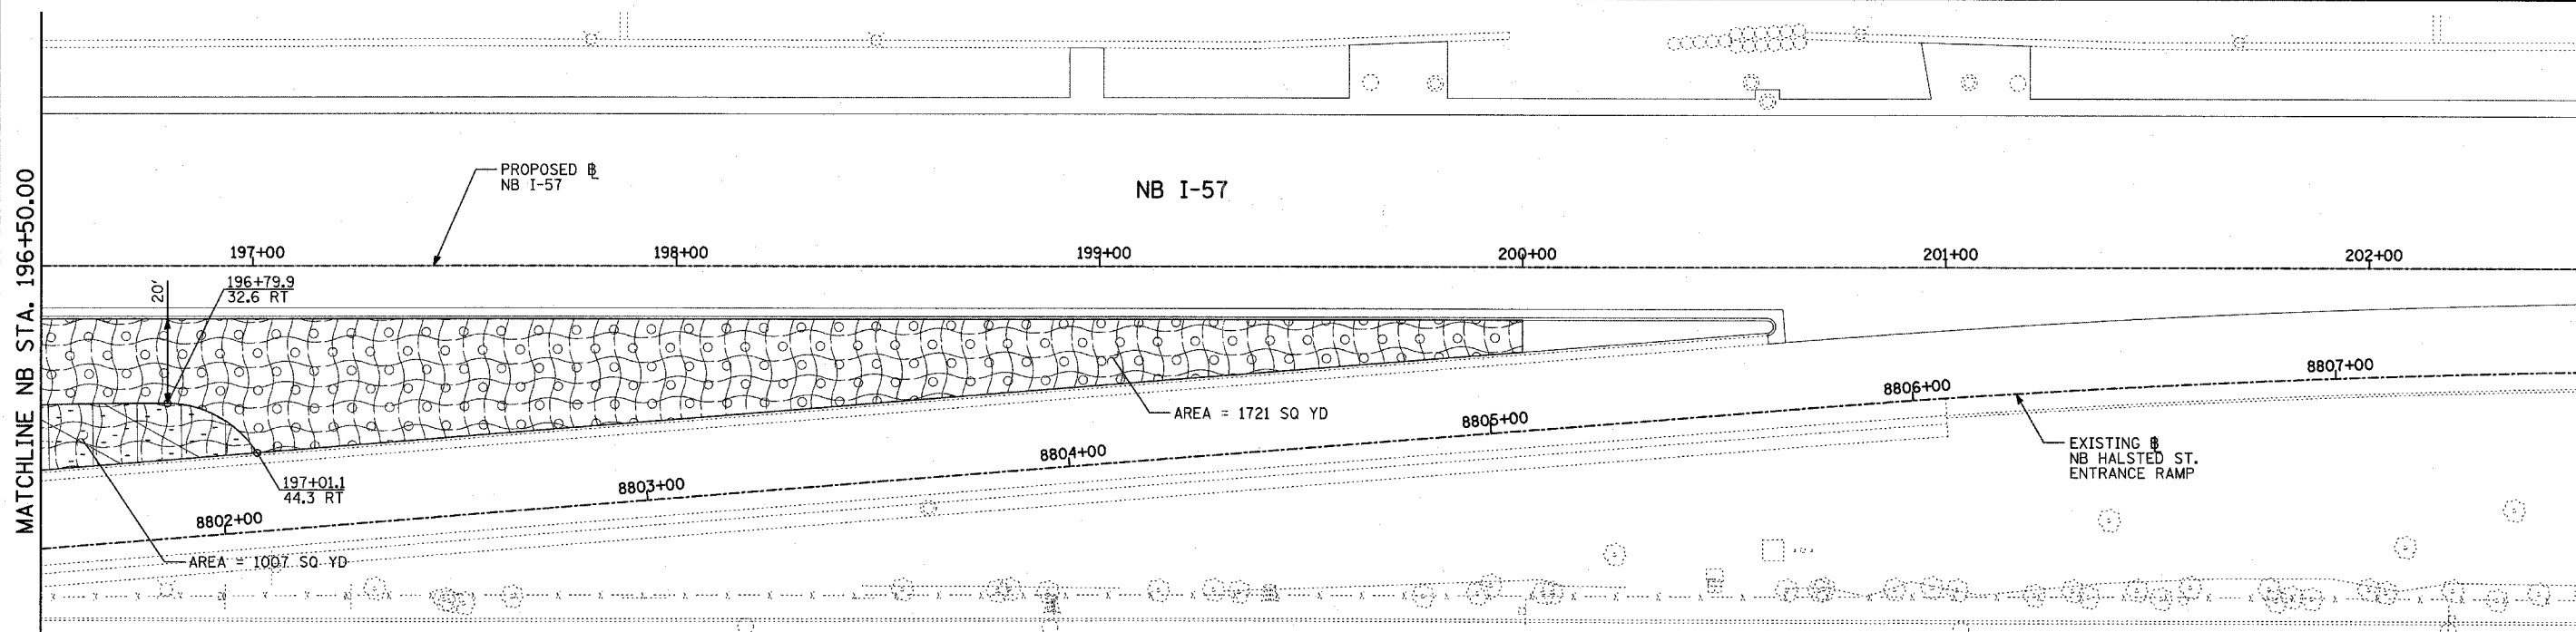 PROPOSED B
NB I-57
NB I-57
MATCHLINE NB STA. 196+50.00
197+00
198+00
199+00
200+00
201+00
202+00
20'
196+79.9
32.6 RT
8807+00
8806+00
AREA = 1721 SQ YD
8805+00
EXISTING B
NB HALSTED ST.
ENTRANCE RAMP
8804+00
197+01.1
44.3 RT
8803+00
8802+00
AREA = 1007 SQ YD